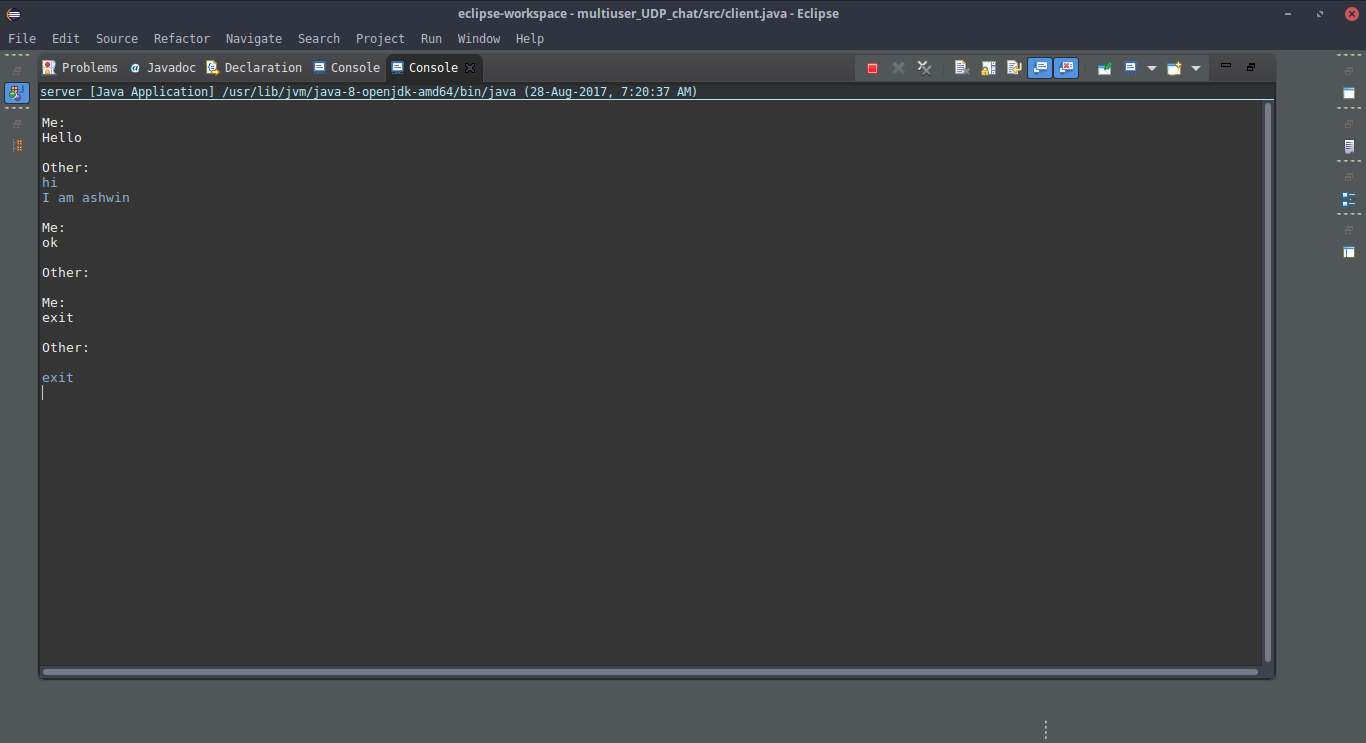 eclipse-workspace - multiuser_UDP_chat/src/client.java - Eclipse
File Edit Source Refactor Navigate Search Project Run Window Help
Problems @ Javadoc Declaration Console Console
server [Java Application] /usr/lib/jvm/java-8-openjdk-amd64/bin/java (28-Aug-2017, 7:20:37 AM)
Me:
Hello
Other:
hi
I am ashwin
Me:
ok
Other:
Me:
exit
Other:
exit